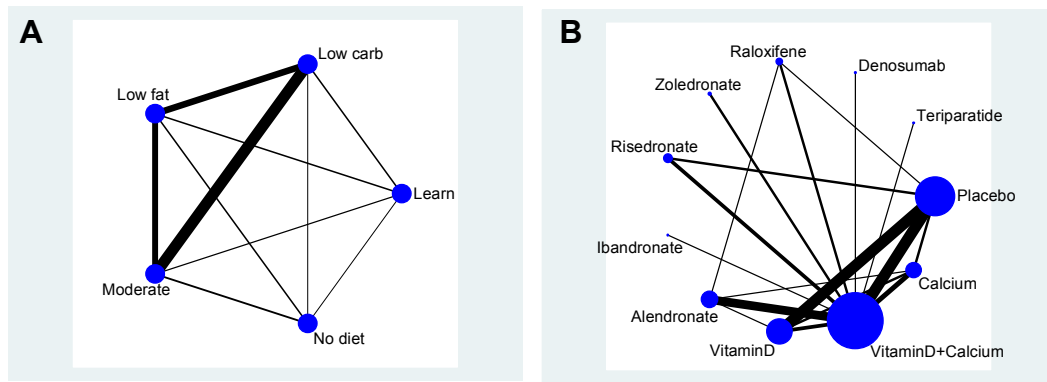 A
Low carb
Low fat
Learn
Moderate
No diet
B
Raloxifene
Denosumab
Zoledronate
Teriparatide
Risedronate
Placebo
Ibandronate
Calcium
Alendronate
VitaminD
VitaminD+Calcium